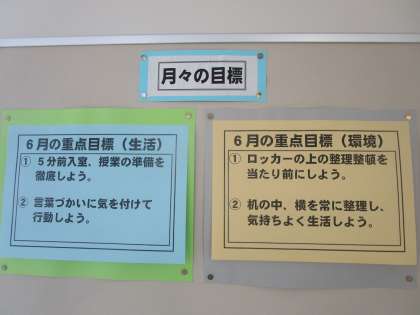 月々の目標
6月の重点目標（生活）
① 5分前入室、授業の準備を
徹底しよう。
② 言葉づかいに気を付けて
行動しよう。
6月の重点目標（環境）
① ロッカーの上の整理整頓を
当たり前にしよう。
② 机の中、横を常に整理し、
気持ちよく生活しよう。